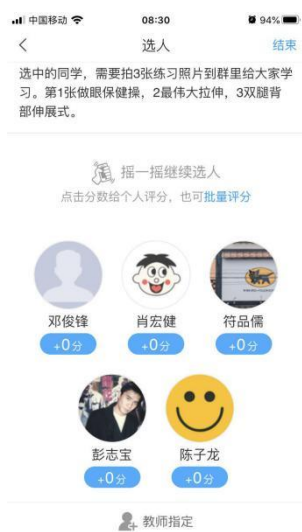 中国移动 08:30 94%
选人 结束
选中的同学，需要拍3张练习照片到群里给大家学
习。第1张做眼保健操，2最伟大拉伸，3双腿背
部伸展式。
摇一摇继续选人
点击分数给个人评分，也可批量评分
邓俊锋 肖宏健 符品儒
+0分 +0分 +0分
彭志宝 陈子龙
+0分 +0分
教师指定